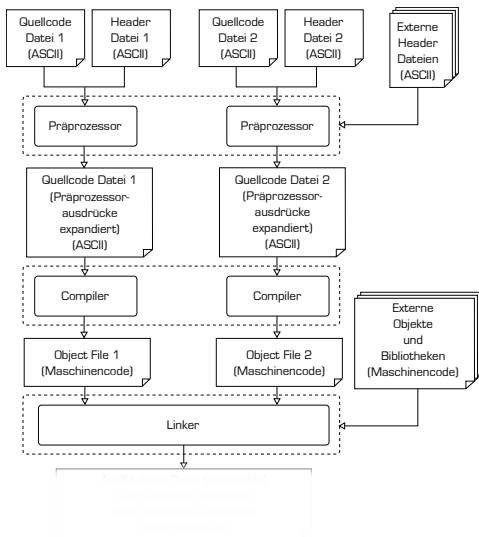 Quellcode
Datei 1
(ASCII)
Header
Datei 1
(ASCII)
Quellcode
Datei 2
(ASCII)
Header
Datei 2
(ASCII)
Externe
Header
Dateien
(ASCII)
Präprozessor
Präprozessor
Quellcode Datei 1
(Präprozessor-
ausdrücke
expandiert)
(ASCII)
Quellcode Datei 2
(Präprozessor-
ausdrücke
expandiert)
(ASCII)
Compiler
Compiler
Externe
Objekte
und
Bibliotheken
(Maschinencode)
Object File 1
(Maschinencode)
Object File 2
(Maschinencode)
Linker